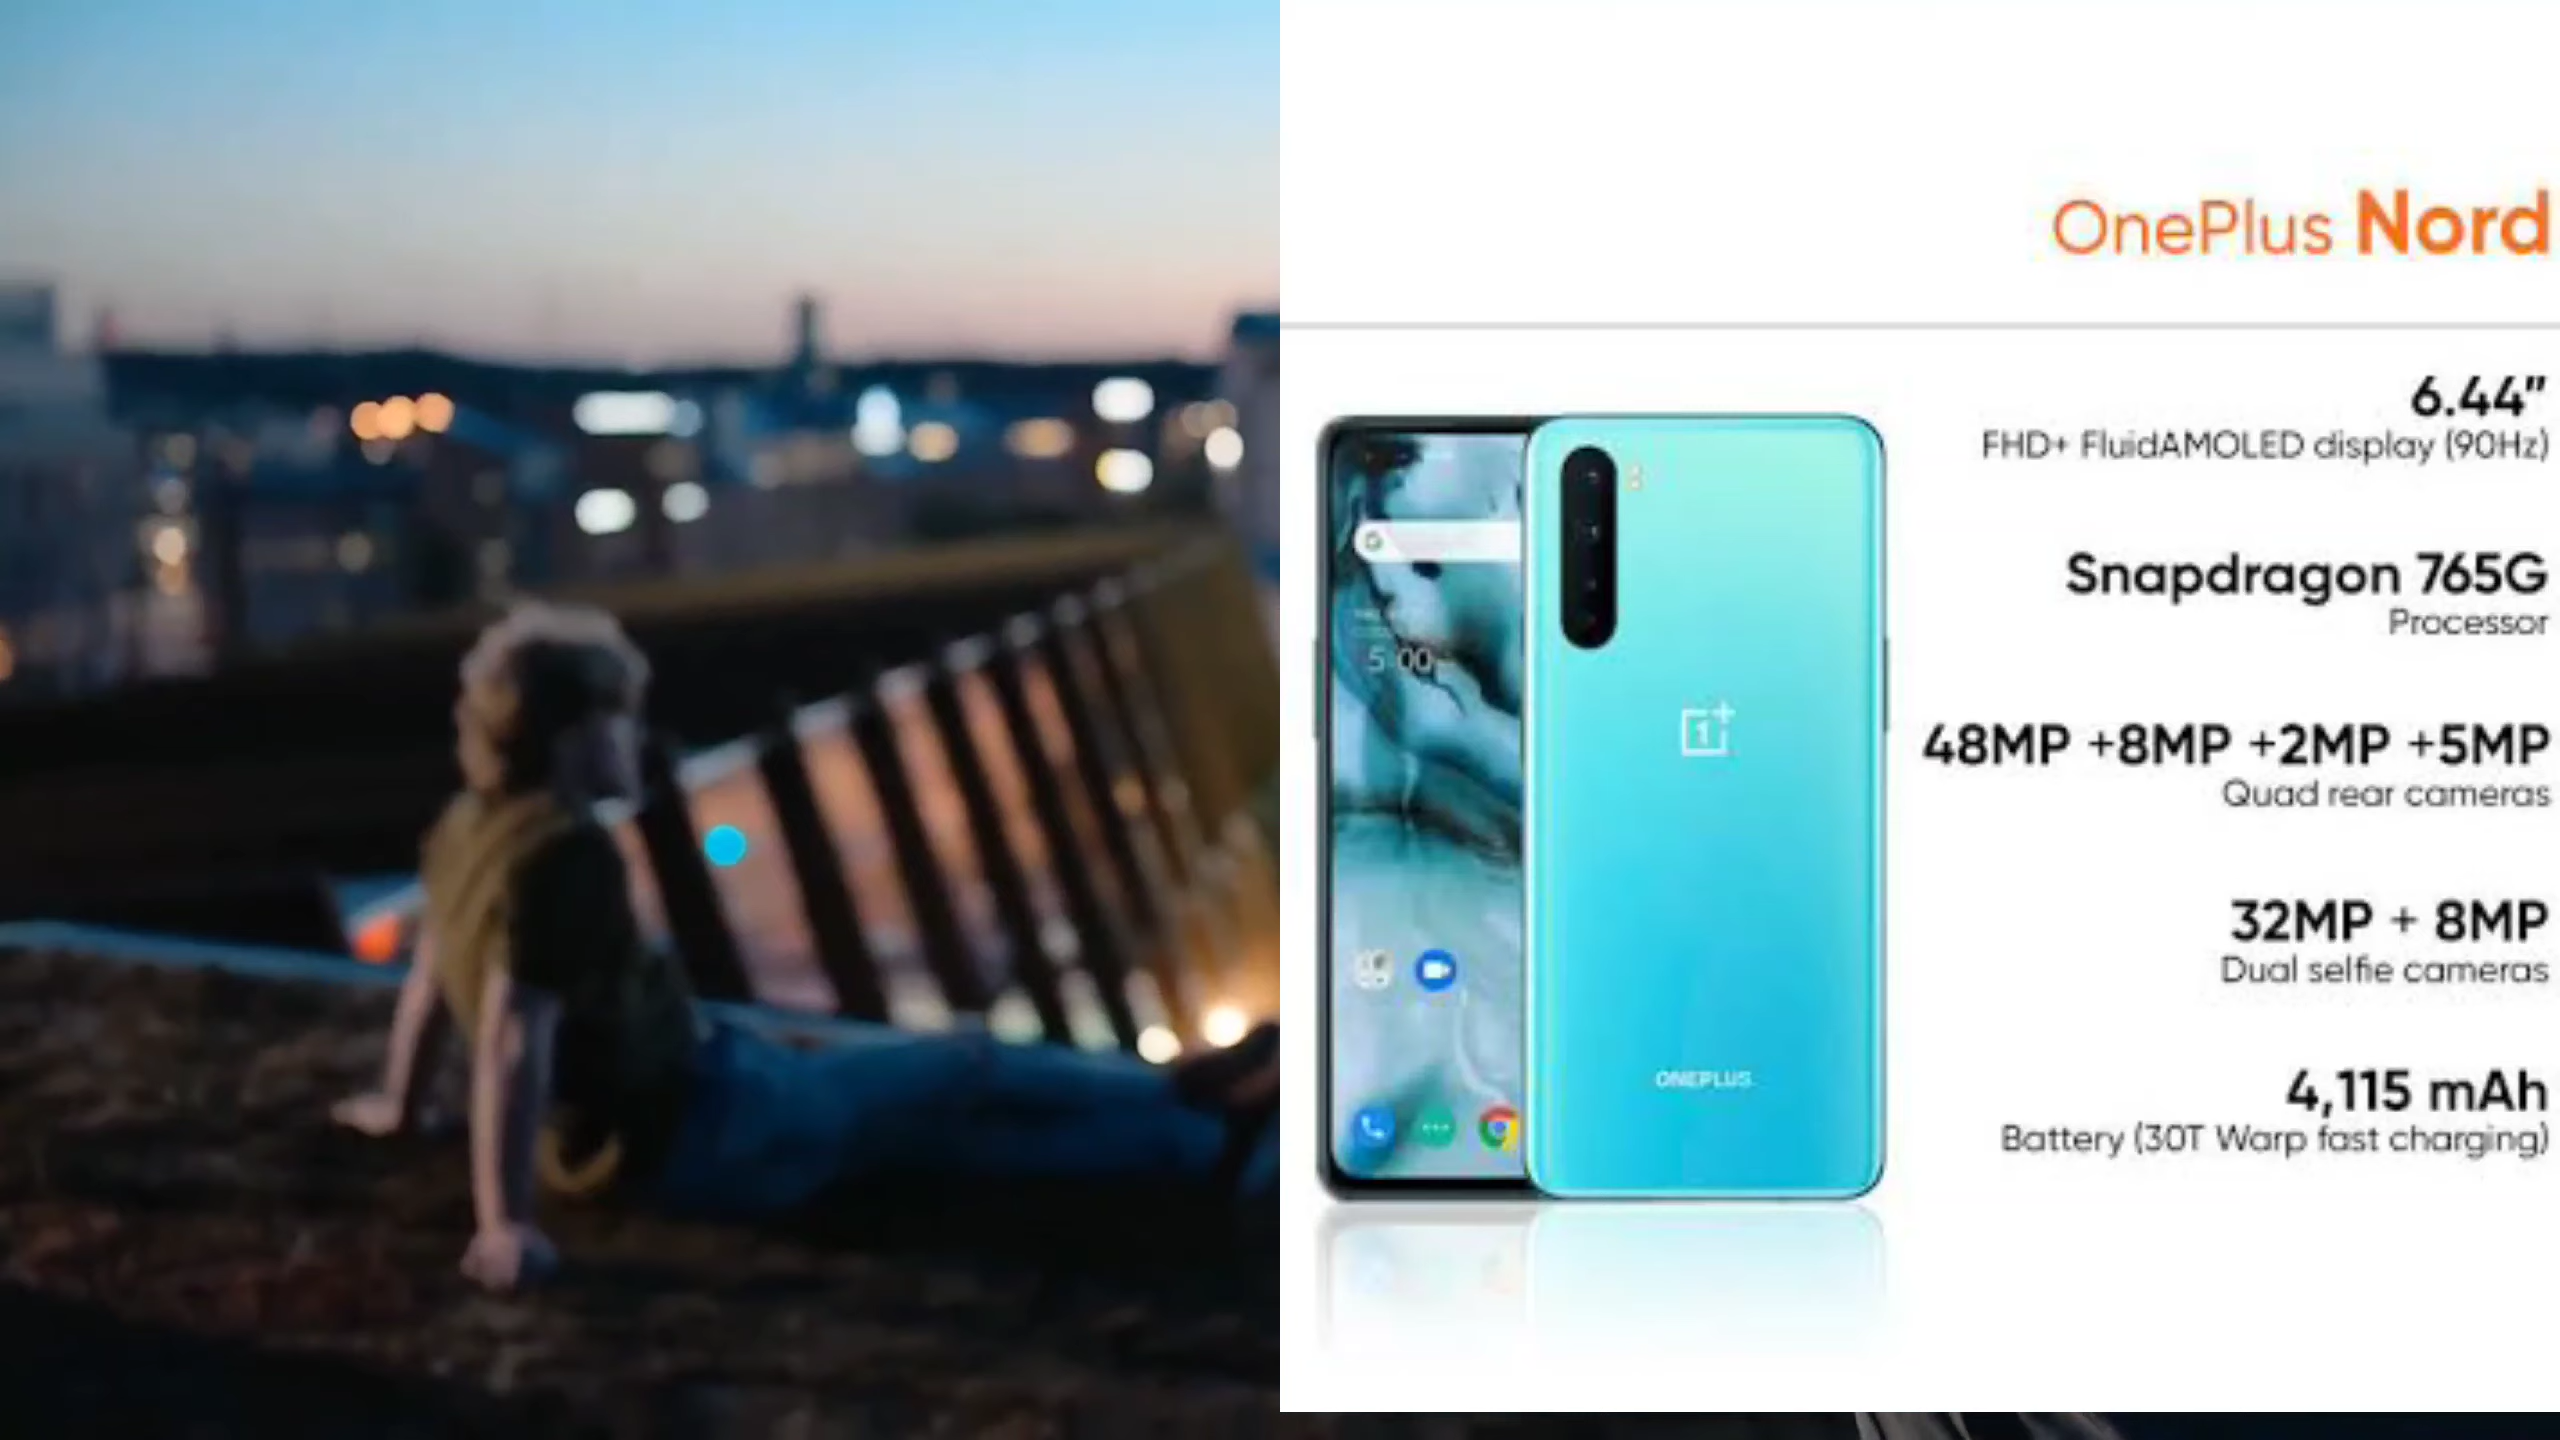 OnePlus Nord
6.44”
FHD+ FluidAMOLED display (90Hz)
Snapdragon 765G
Processor
48MP +8MP +2MP +5MP
Quad rear cameras
32MP + 8MP
Dual selfie cameras
4,115 mAh
Battery (30T Warp fast charging)
5:00
1+
ONEPLUS